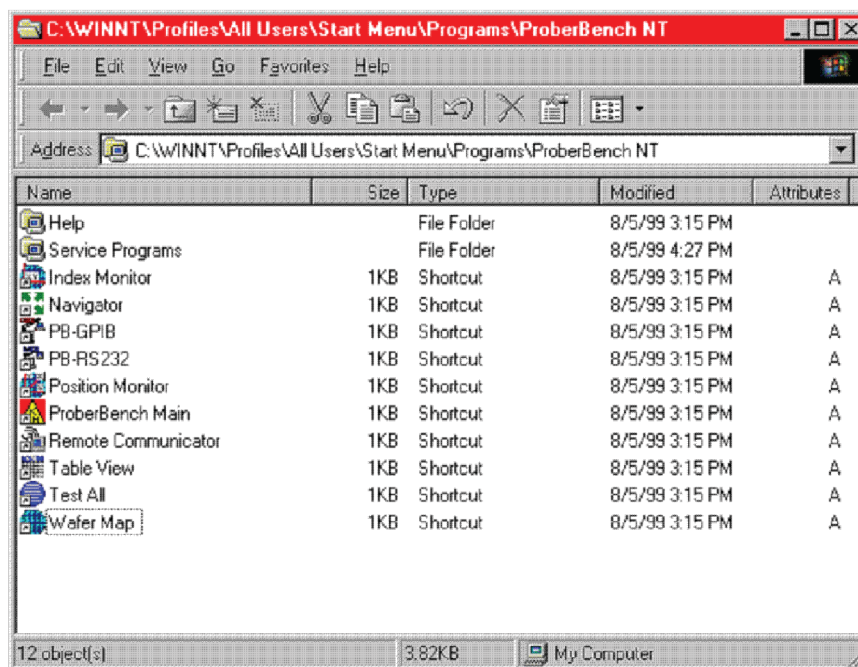 C:\WINNT\Profiles\All Users\Start Menu\Programs\ProberBench NT
File Edit View Go Favorites Help
Address C:\WINNT\Profiles\All Users\Start Menu\Programs\ProberBench NT
Name Size Type Modified Attributes
Help File Folder 8/5/99 3:15 PM
Service Programs File Folder 8/5/99 4:27 PM
Index Monitor 1KB Shortcut 8/5/99 3:15 PM A
Navigator 1KB Shortcut 8/5/99 3:15 PM A
PB-GPIB 1KB Shortcut 8/5/99 3:15 PM A
PB-RS232 1KB Shortcut 8/5/99 3:15 PM A
Position Monitor 1KB Shortcut 8/5/99 3:15 PM A
ProberBench Main 1KB Shortcut 8/5/99 3:15 PM A
Remote Communicator 1KB Shortcut 8/5/99 3:15 PM A
Table View 1KB Shortcut 8/5/99 3:15 PM A
Test All 1KB Shortcut 8/5/99 3:15 PM A
Wafer Map 1KB Shortcut 8/5/99 3:15 PM A
12 object(s) 3.82KB My Computer